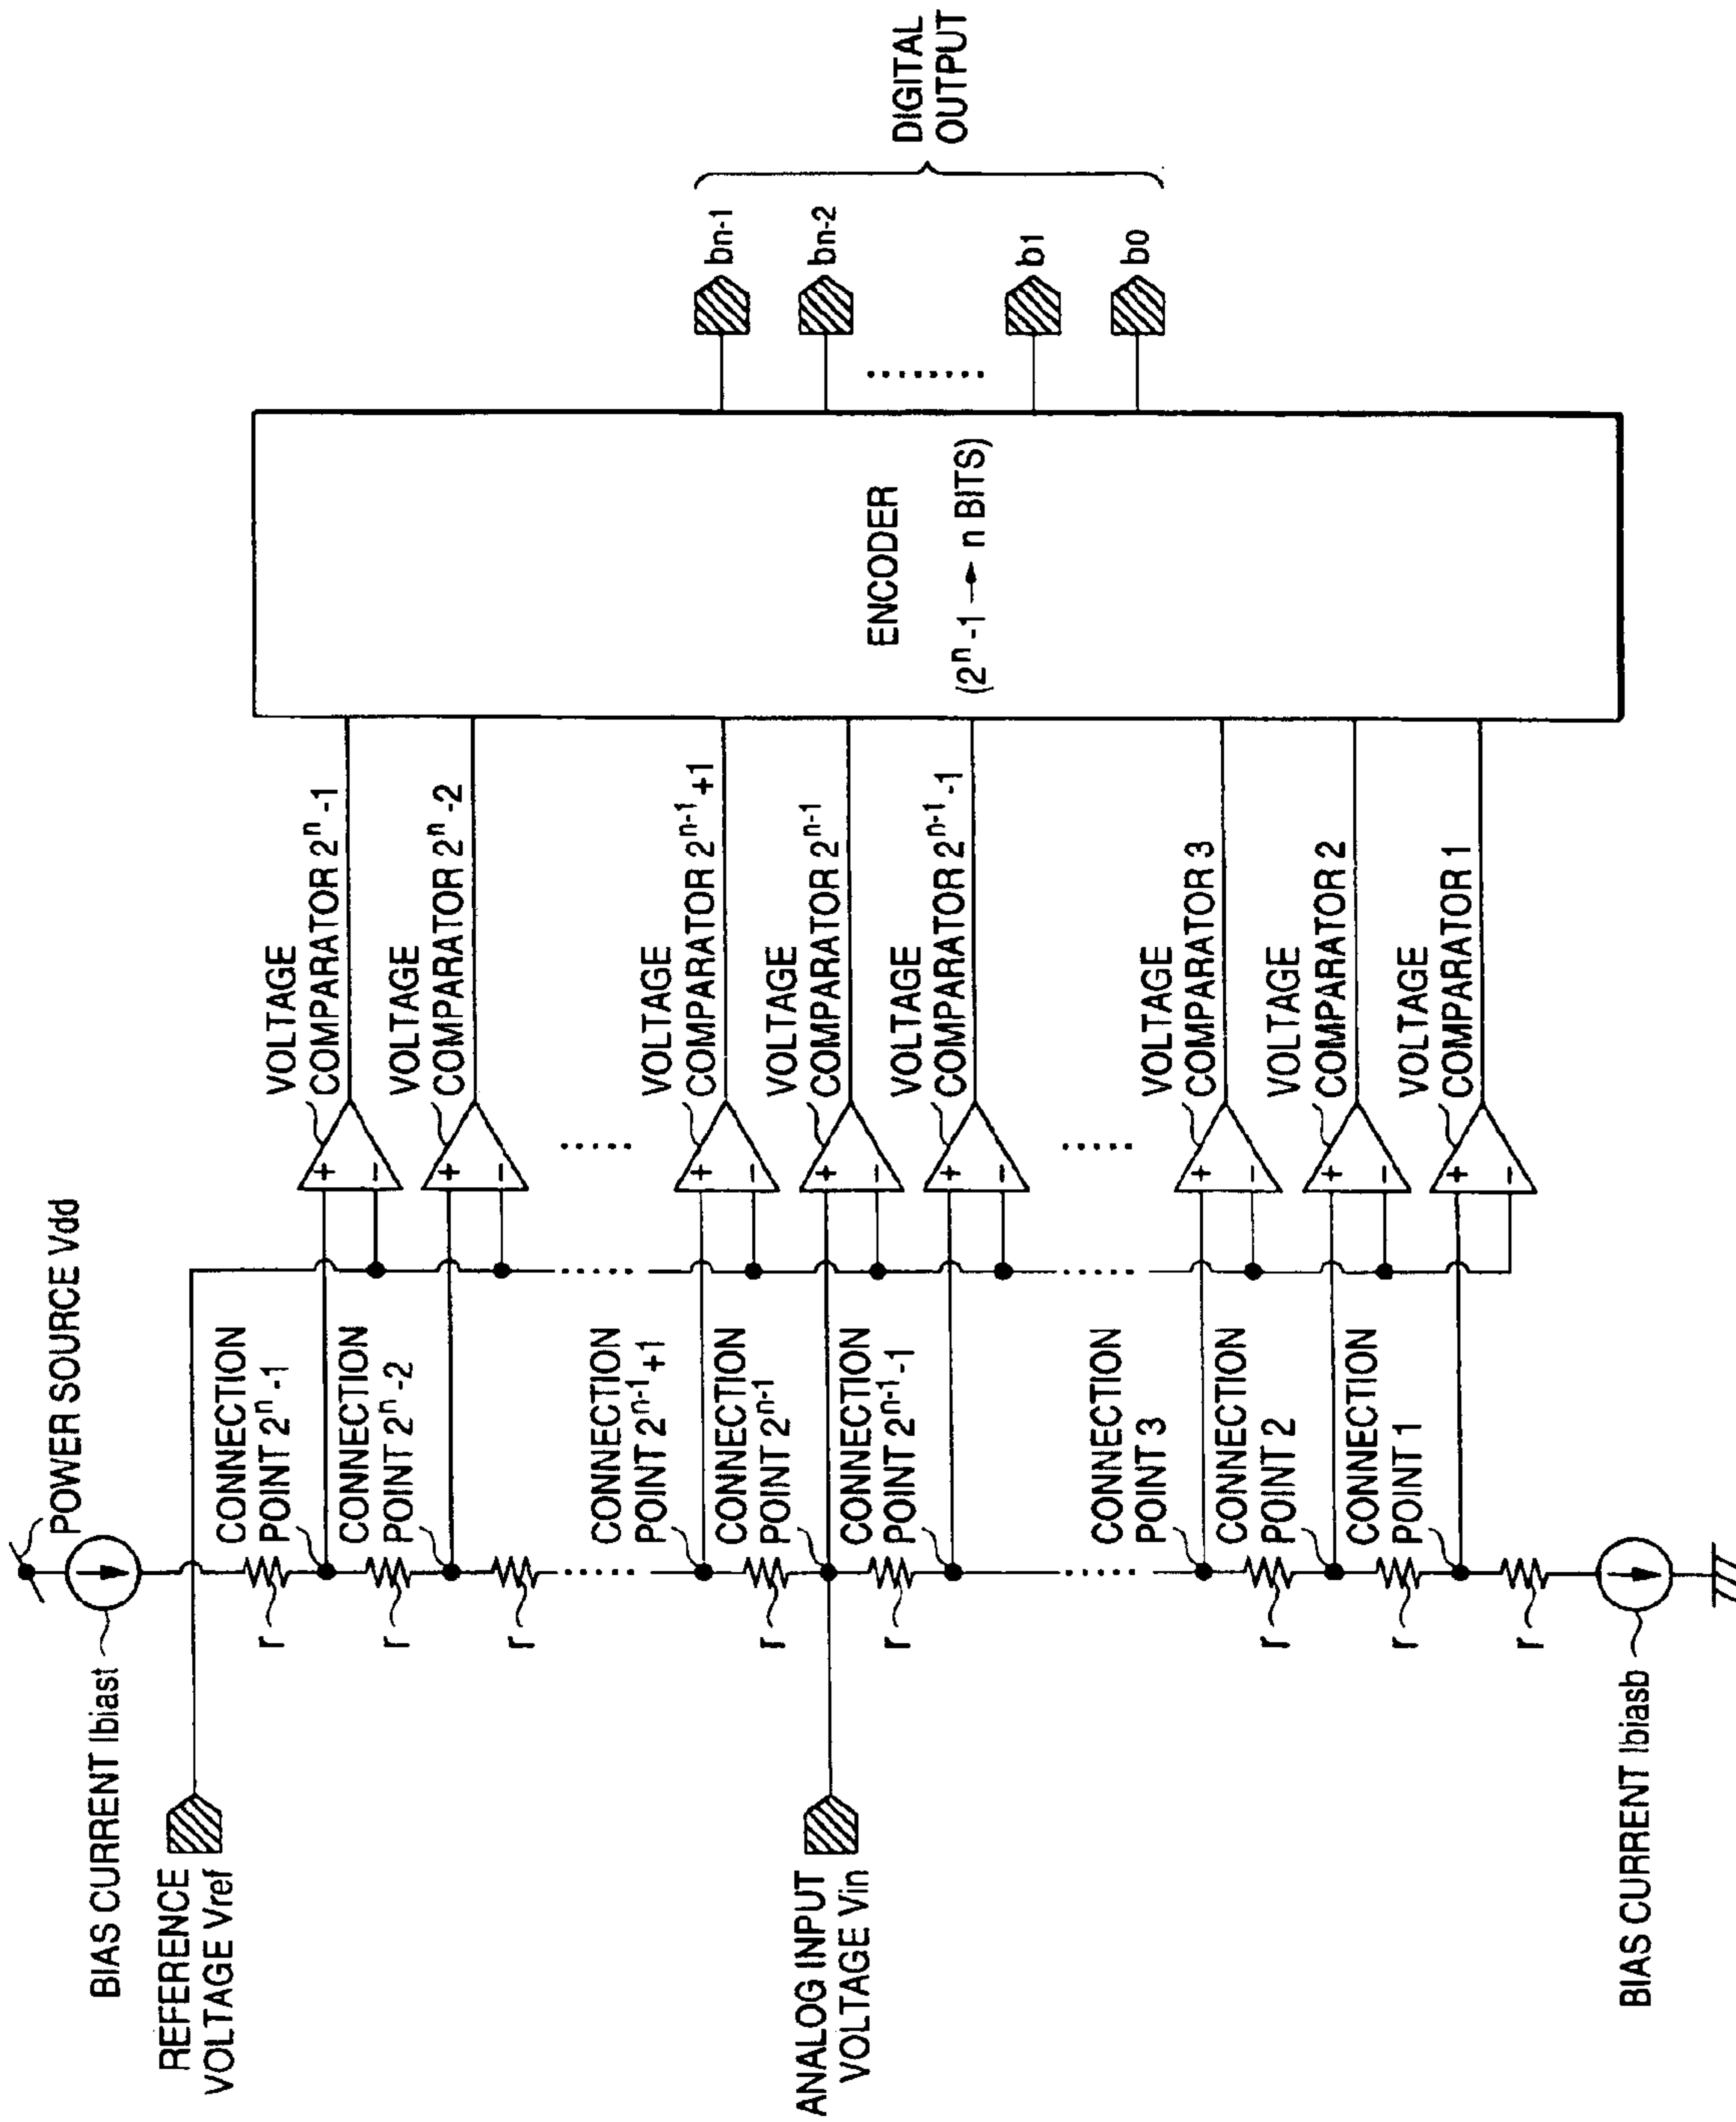 POWER SOURCE Vdd
BIAS CURRENT Ibiast
REFERENCE
VOLTAGE Vref
ANALOG INPUT
VOLTAGE Vin
BIAS CURRENT Ibiasb
r
r
r
r
r
r
r
r
CONNECTION
POINT 2ⁿ-1
CONNECTION
POINT 2ⁿ-2
CONNECTION
POINT 2ⁿ⁻¹+1
CONNECTION
POINT 2ⁿ⁻¹
CONNECTION
POINT 2ⁿ⁻¹-1
CONNECTION
POINT 3
CONNECTION
POINT 2
CONNECTION
POINT 1
+
-
+
-
+
-
+
-
+
-
+
-
+
-
+
-
VOLTAGE
COMPARATOR 2ⁿ-1
VOLTAGE
COMPARATOR 2ⁿ-2
VOLTAGE
COMPARATOR 2ⁿ⁻¹+1
VOLTAGE
COMPARATOR 2ⁿ⁻¹
VOLTAGE
COMPARATOR 2ⁿ⁻¹-1
VOLTAGE
COMPARATOR 3
VOLTAGE
COMPARATOR 2
VOLTAGE
COMPARATOR 1
ENCODER
(2ⁿ-1 → n BITS)
bn-1
bn-2
b1
b0
DIGITAL
OUTPUT